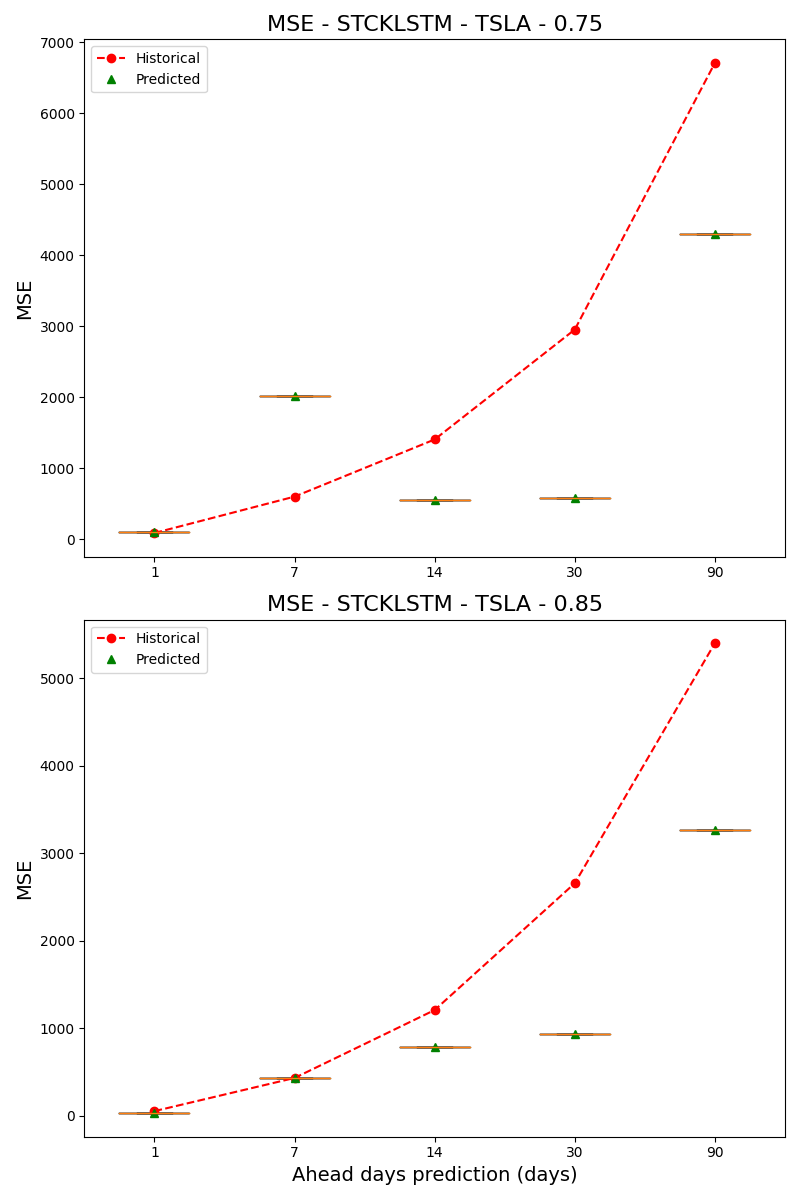 MSE - STCKLSTM - TSLA - 0.75
7000
6000
5000
4000
3000
2000
1000
0
MSE
Historical
Predicted
1 7 14 30 90
MSE - STCKLSTM - TSLA - 0.85
5000
4000
3000
2000
1000
0
MSE
Historical
Predicted
1 7 14 30 90
Ahead days prediction (days)